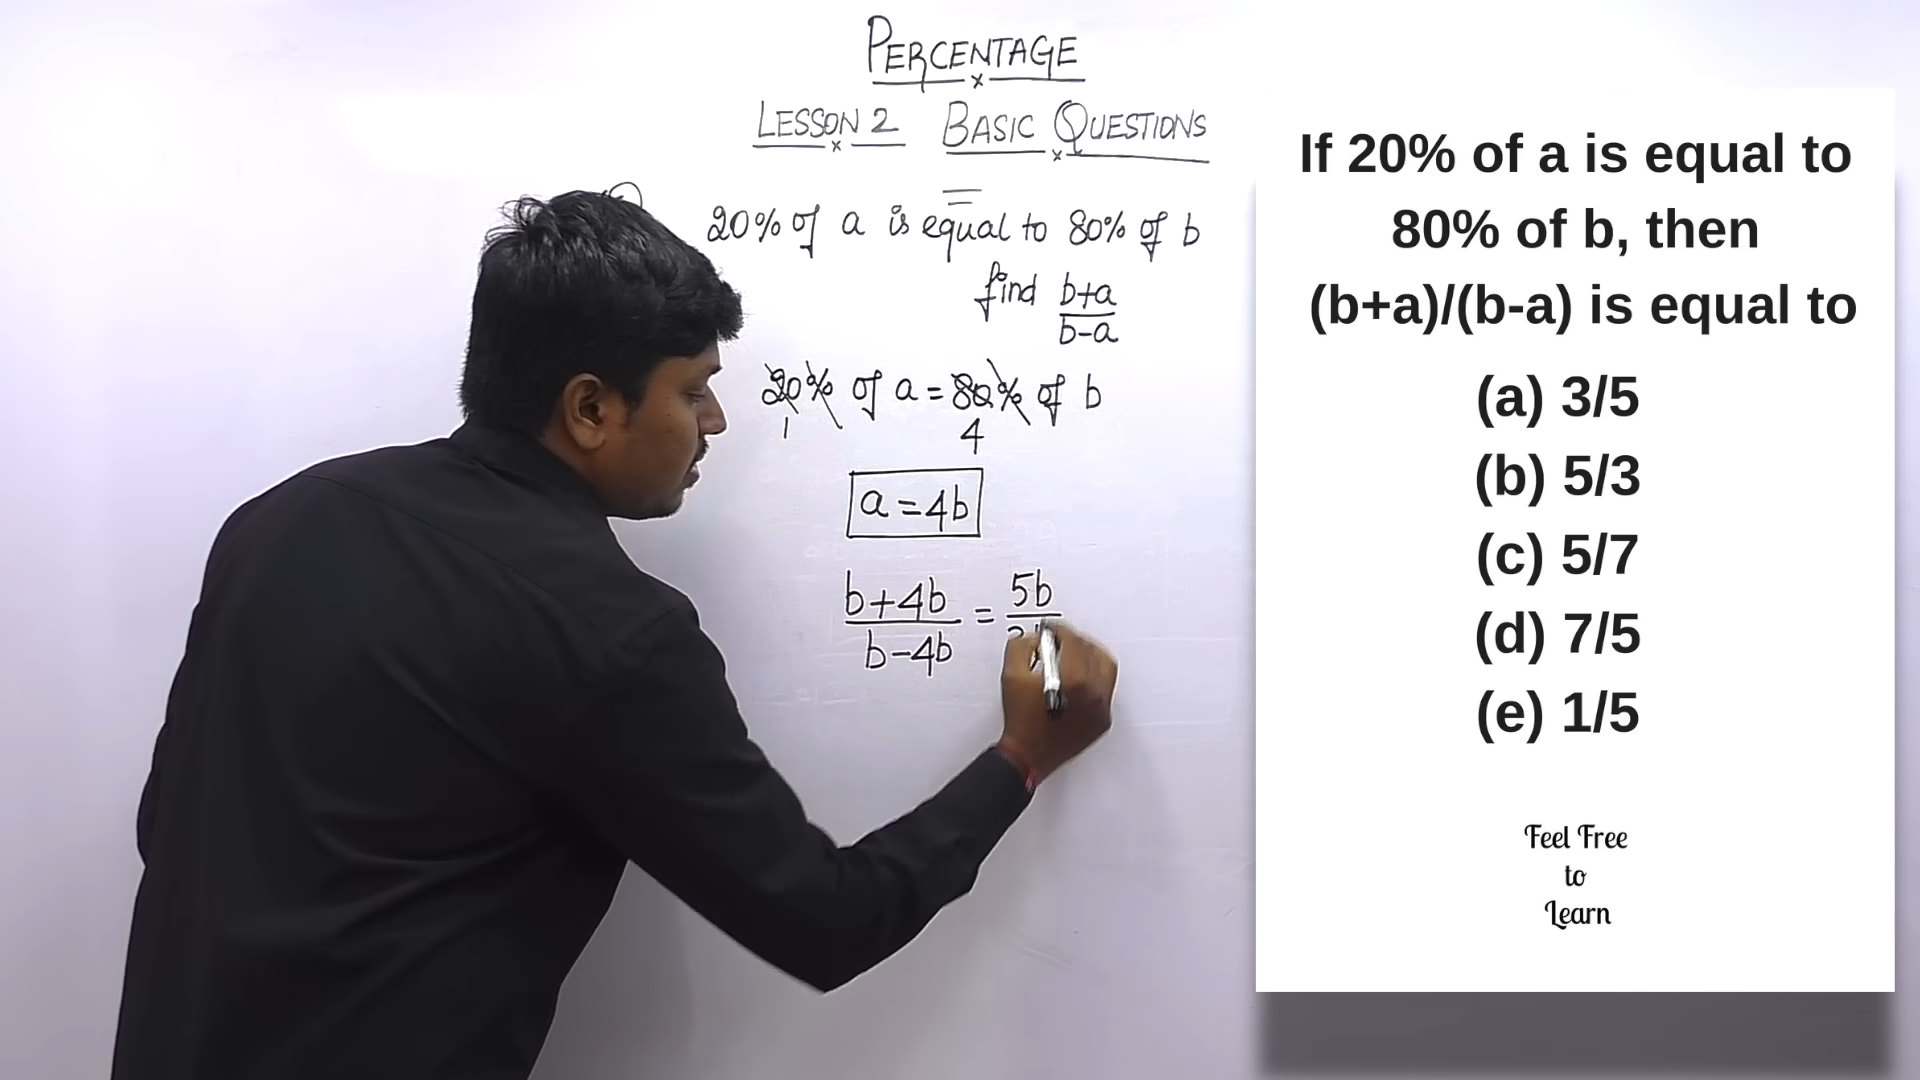 PERCENTAGE
LESSON 2 BASIC QUESTIONS
20% of a is equal to 80% of b
find b+a
b-a
20% of a = 80% of b
1 4
a = 4b
b+4b = 5b
b-4b
If 20% of a is equal to
80% of b, then
(b+a)/(b-a) is equal to
(a) 3/5
(b) 5/3
(c) 5/7
(d) 7/5
(e) 1/5
Feel Free
to
Learn